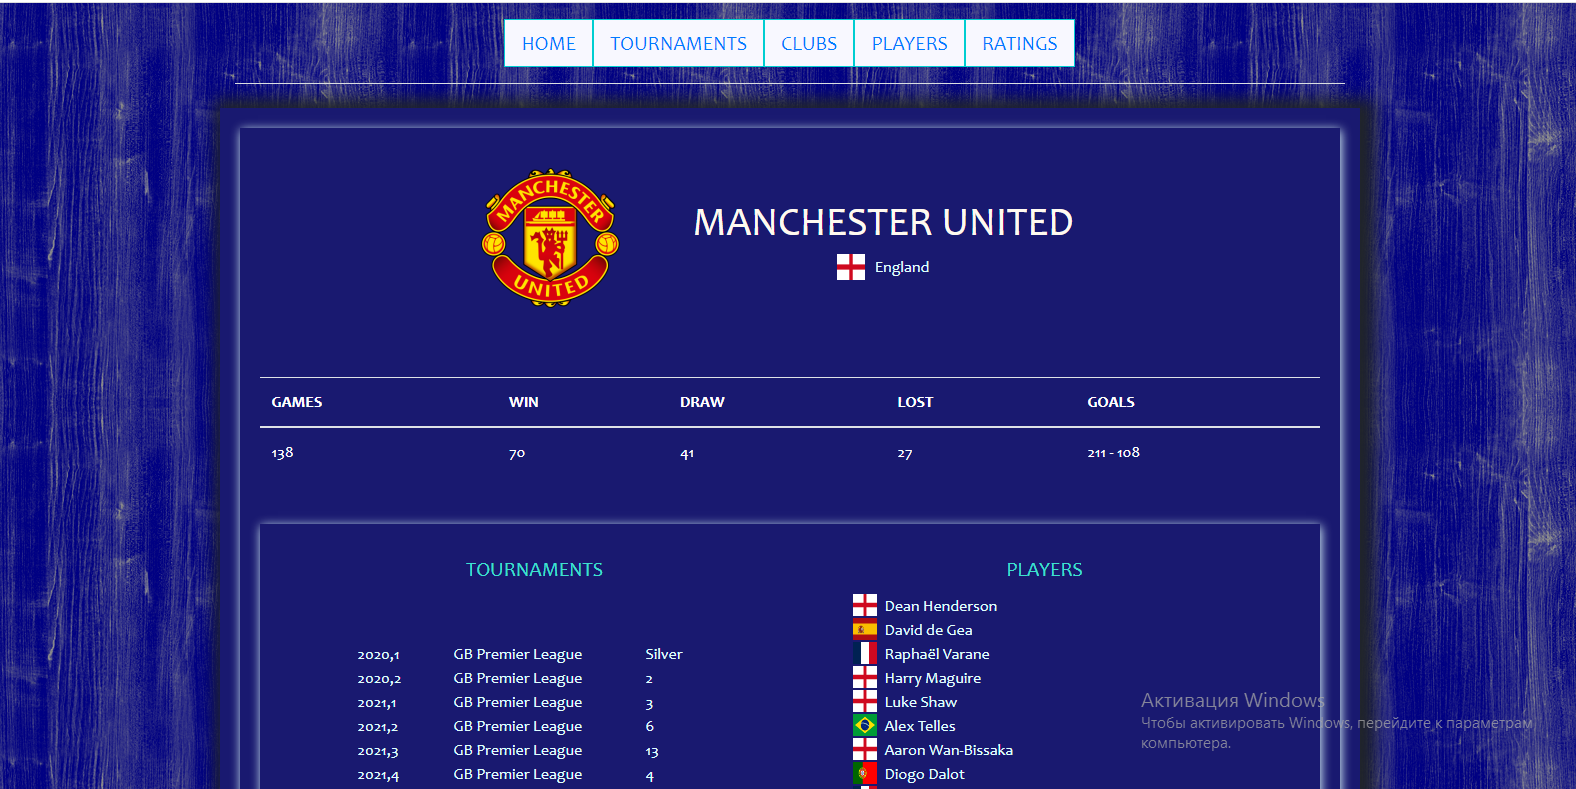 HOME TOURNAMENTS CLUBS PLAYERS RATINGS
MANCHESTER
UNITED
MANCHESTER UNITED
England
GAMES WIN DRAW LOST GOALS
138 70 41 27 211 - 108
TOURNAMENTS
2020,1 GB Premier League Silver
2020,2 GB Premier League 2
2021,1 GB Premier League 3
2021,2 GB Premier League 6
2021,3 GB Premier League 13
2021,4 GB Premier League 4
PLAYERS
Dean Henderson
David de Gea
Raphaël Varane
Harry Maguire
Luke Shaw
Alex Telles
Aaron Wan-Bissaka
Diogo Dalot
Активация Windows
Чтобы активировать Windows, перейдите к параметрам
компьютера.